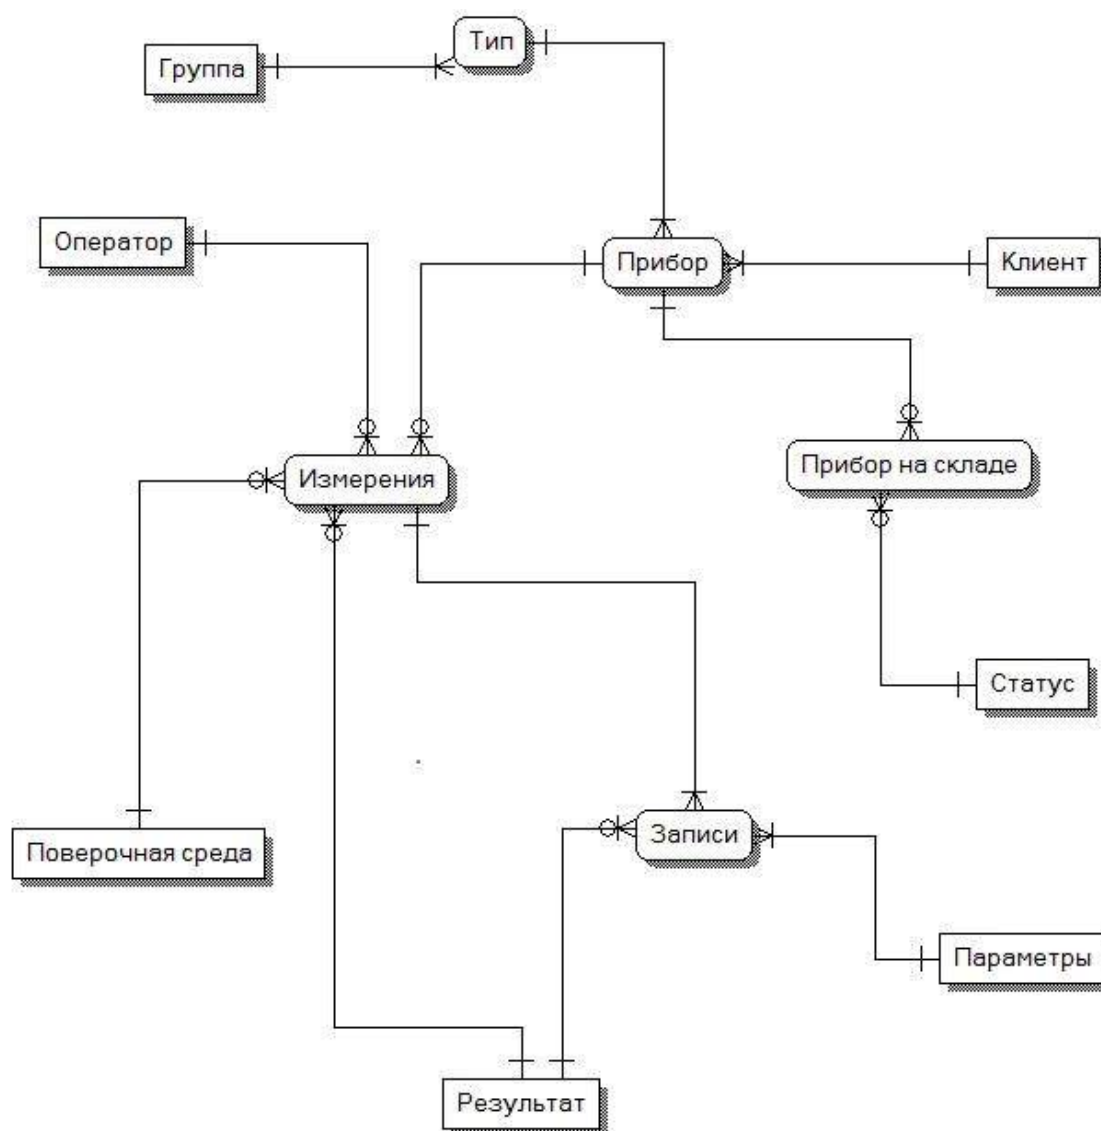 Тип
Группа
Оператор
Прибор
Клиент
Прибор на складе
Измерения
Статус
Записи
Поверочная среда
Параметры
Результат